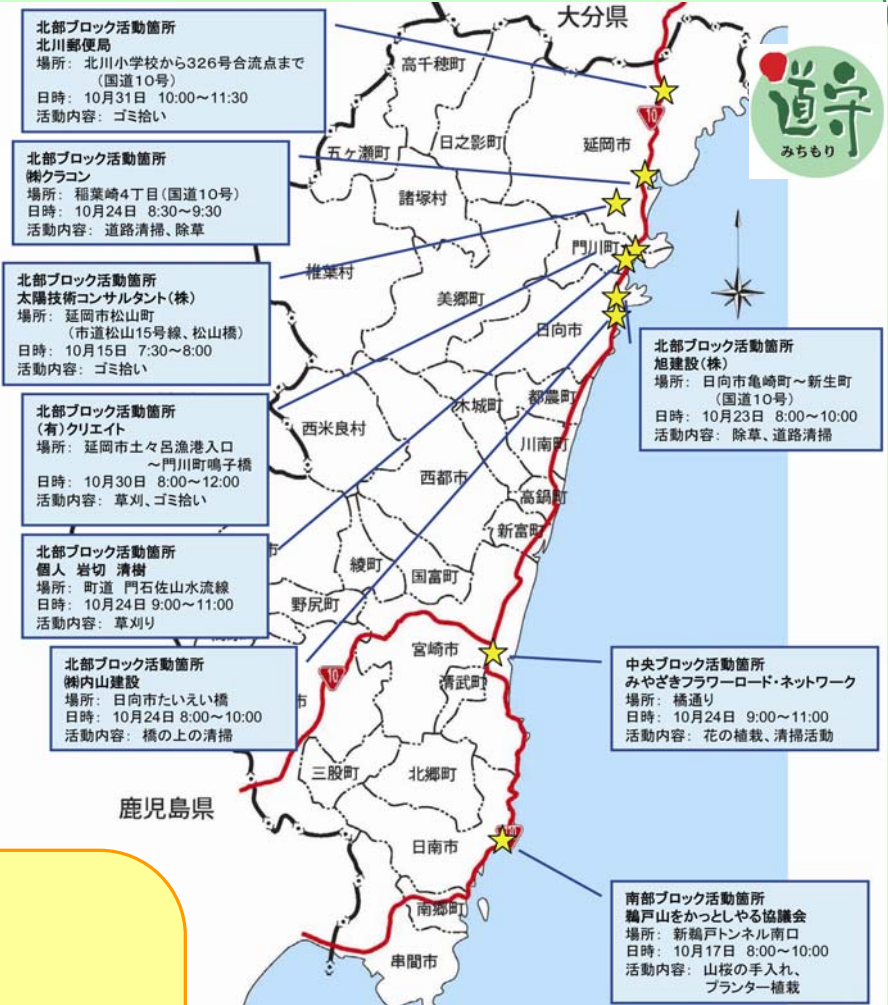 北部ブロック活動箇所
北川郵便局
場所： 北川小学校から326号合流点まで
（国道10号）
日時： 10月31日 10:00～11:30
活動内容： ゴミ拾い
北部ブロック活動箇所
㈱クラコン
場所： 稲葉崎4丁目（国道10号）
日時： 10月24日 8:30～9:30
活動内容： 道路清掃、除草
北部ブロック活動箇所
太陽技術コンサルタント（株）
場所： 延岡市松山町
（市道松山15号線、松山橋）
日時： 10月15日 7:30～8:00
活動内容： ゴミ拾い
北部ブロック活動箇所
（有）クリエイト
場所： 延岡市土々呂漁港入口
～門川町鳴子橋
日時： 10月30日 8:00～12:00
活動内容： 草刈、ゴミ拾い
北部ブロック活動箇所
個人 岩切 清樹
場所： 町道 門石佐山水流線
日時： 10月24日 9:00～11:00
活動内容： 草刈り
北部ブロック活動箇所
㈱内山建設
場所： 日向市たいえい橋
日時： 10月24日 8:00～10:00
活動内容： 橋の上の清掃
北部ブロック活動箇所
旭建設（株）
場所： 日向市亀崎町～新生町
（国道10号）
日時： 10月23日 8:00～10:00
活動内容： 除草、道路清掃
中央ブロック活動箇所
みやざきフラワーロード・ネットワーク
場所： 橘通り
日時： 10月24日 9:00～11:00
活動内容： 花の植栽、清掃活動
南部ブロック活動箇所
鵜戸山をかっとしやる協議会
場所： 新鵜戸トンネル南口
日時： 10月17日 8:00～10:00
活動内容： 山桜の手入れ、
プランター植栽
大分県
道守
みちもり
高千穂町
10
日之影町
延岡市
五ヶ瀬町
諸塚村
門川町
椎葉村
美郷町
日向市
木城町
都農町
西米良村
川南町
西都市
高鍋町
新富町
市
綾町
国富町
野尻町
宮崎市
10
清武町
市
三股町
北郷町
鹿児島県
日南市
南郷町
串間市